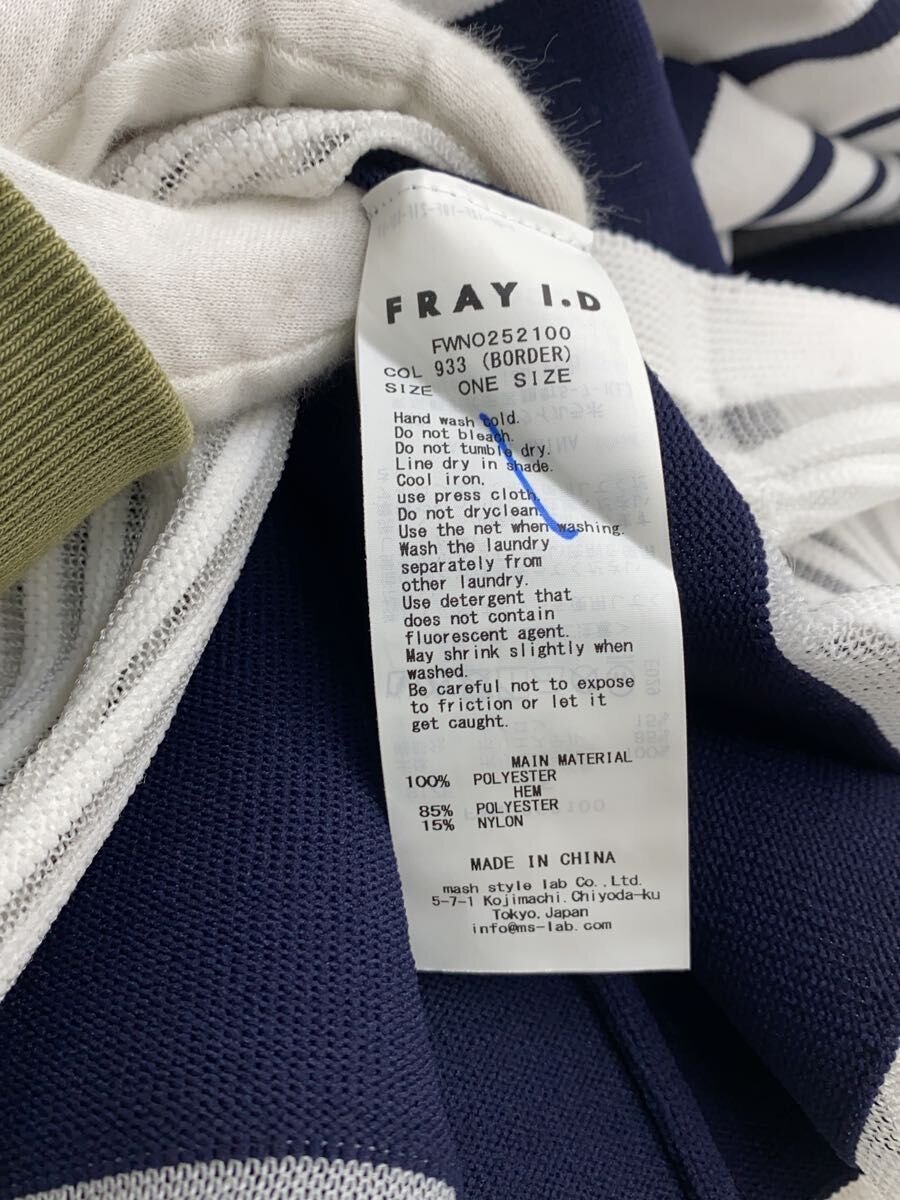 FRAY I.D
FWNO252100
COL 933 (BORDER)
SIZE ONE SIZE
Hand wash cold.
Do not bleach.
Do not tumble dry.
Line dry in shade.
Cool iron.
use press cloth.
Do not dryclean.
Use the net when washing.
Wash the laundry
separately from
other laundry.
Use detergent that
does not contain
fluorescent agent.
May shrink slightly when
washed.
Be careful not to expose
to friction or let it
get caught.
MAIN MATERIAL
100% POLYESTER
HEM
85% POLYESTER
15% NYLON
MADE IN CHINA
mash style lab Co.,Ltd.
5-7-1 Kojimachi.Chiyoda-ku
Tokyo.Japan
info@ms-lab.com